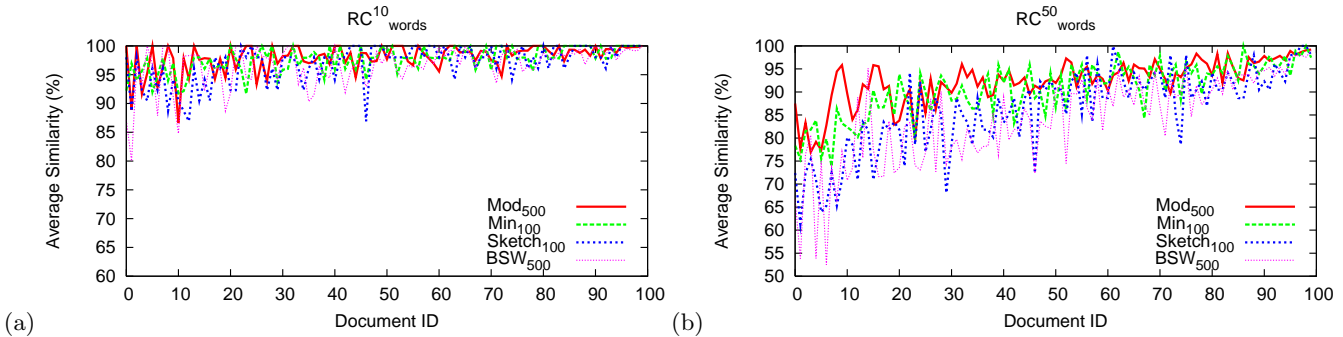 RC10words
100
95
90
85
80
75
70
65
60
Average Similarity (%)
Mod500
Min100
Sketch100
BSW500
0 10 20 30 40 50 60 70 80 90 100
Document ID
(a)
RC50words
100
95
90
85
80
75
70
65
60
55
50
Average Similarity (%)
Mod500
Min100
Sketch100
BSW500
0 10 20 30 40 50 60 70 80 90 100
Document ID
(b)